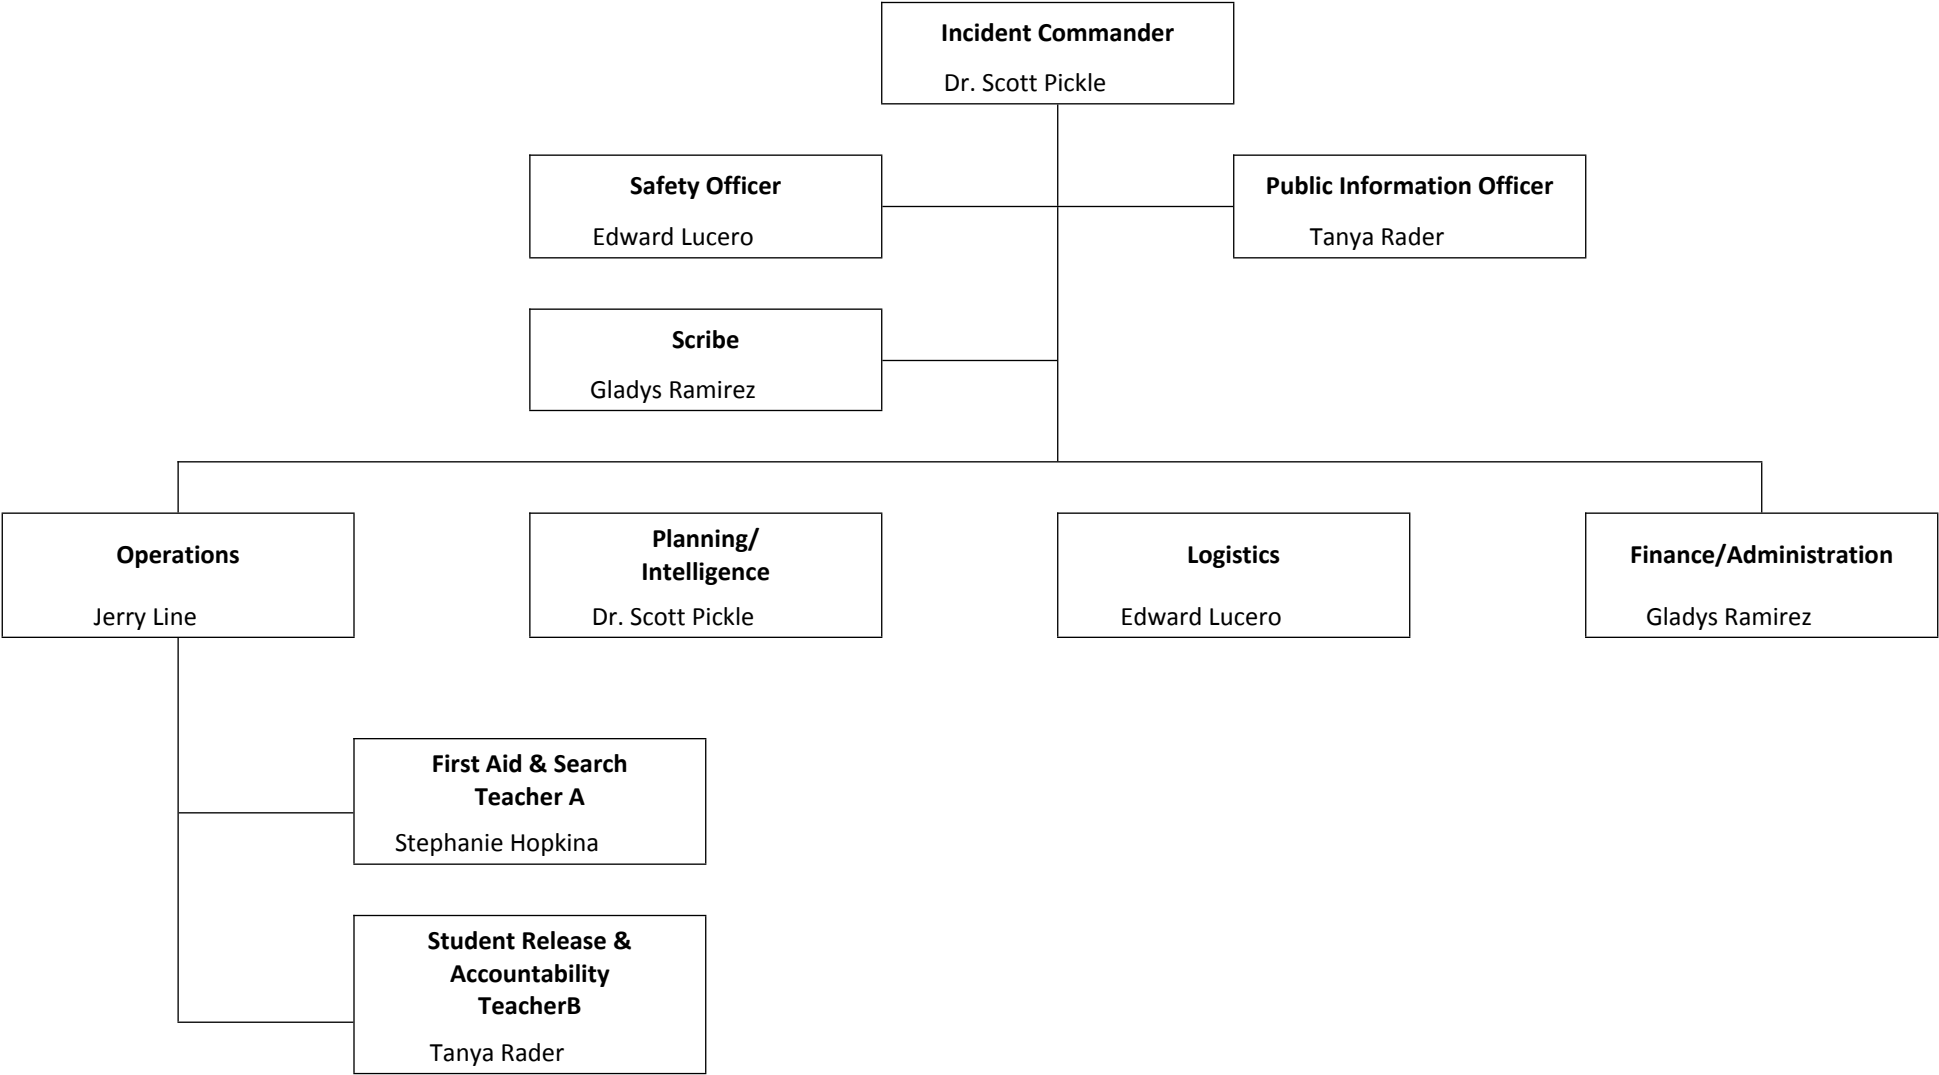 Incident Commander
Dr. Scott Pickle
Safety Officer
Edward Lucero
Public Information Officer
Tanya Rader
Scribe
Gladys Ramirez
Operations
Jerry Line
Planning/
Intelligence
Dr. Scott Pickle
Logistics
Edward Lucero
Finance/Administration
Gladys Ramirez
First Aid & Search
Teacher A
Stephanie Hopkina
Student Release &
Accountability
TeacherB
Tanya Rader